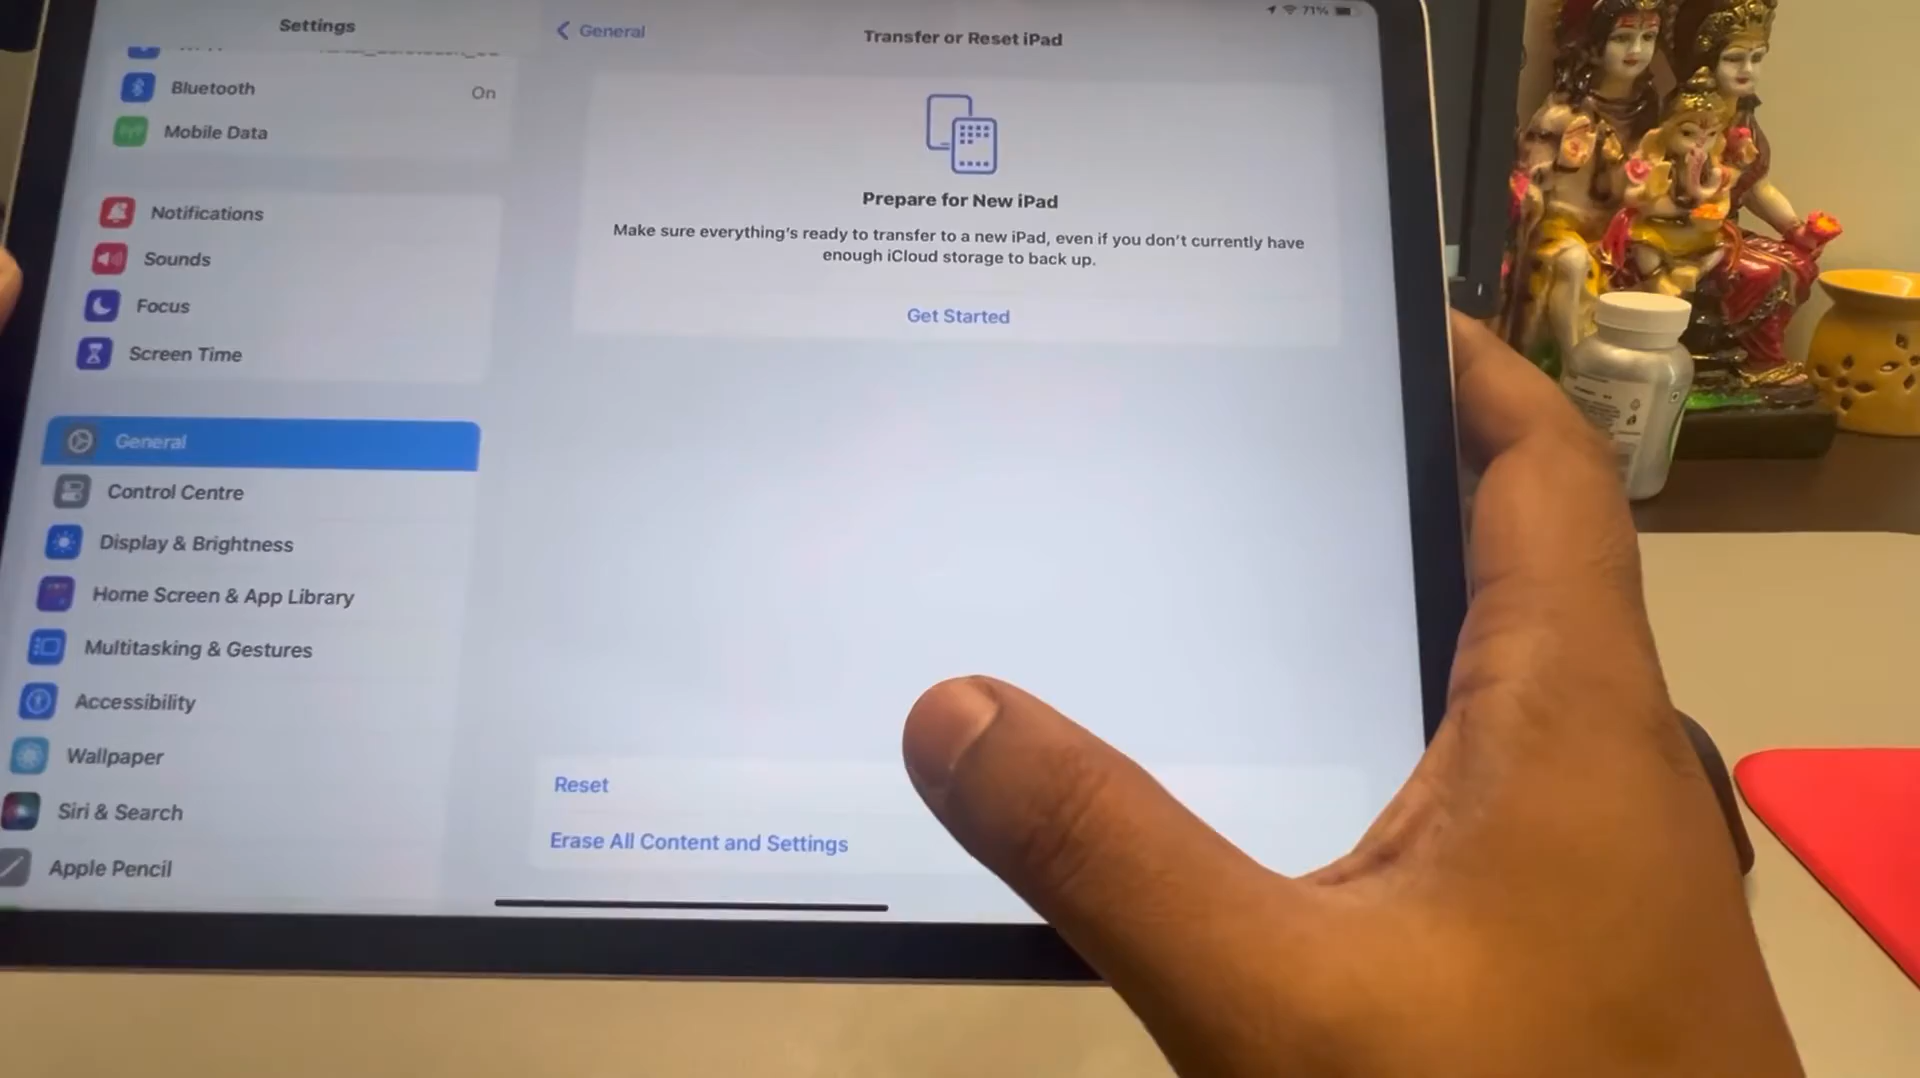 Settings
Bluetooth
On
Mobile Data
Notifications
Sounds
Focus
Screen Time
General
Control Centre
Display & Brightness
Home Screen & App Library
Multitasking & Gestures
Accessibility
Wallpaper
Siri & Search
Apple Pencil
General
Transfer or Reset iPad
71%
Prepare for New iPad
Make sure everything's ready to transfer to a new iPad, even if you don't currently have
enough iCloud storage to back up.
Get Started
Reset
Erase All Content and Settings